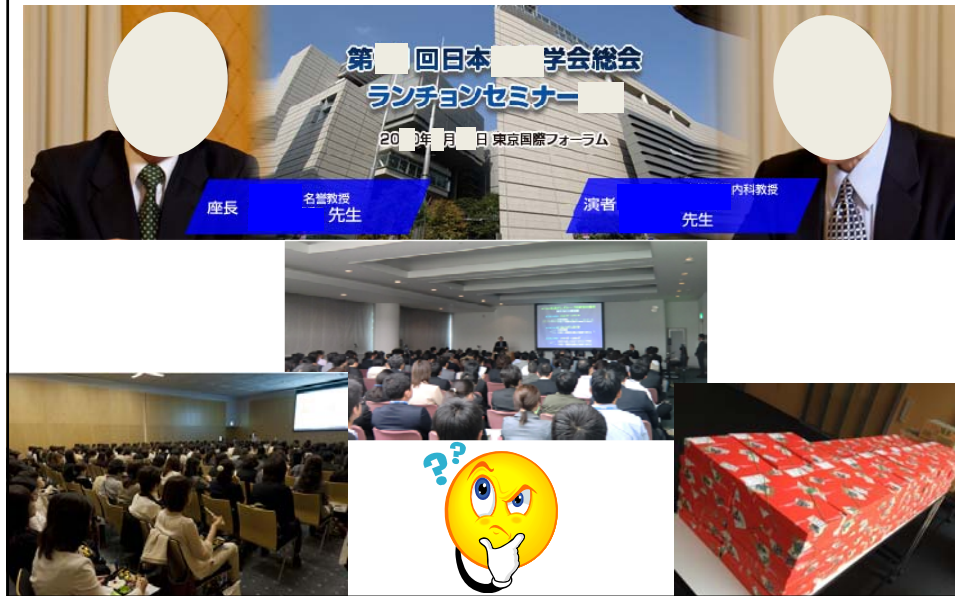 第 回日本 学会総会
ランチョンセミナー
20 0年 月 日 東京国際フォーラム
座長
名誉教授
先生
演者
内科教授
先生
??